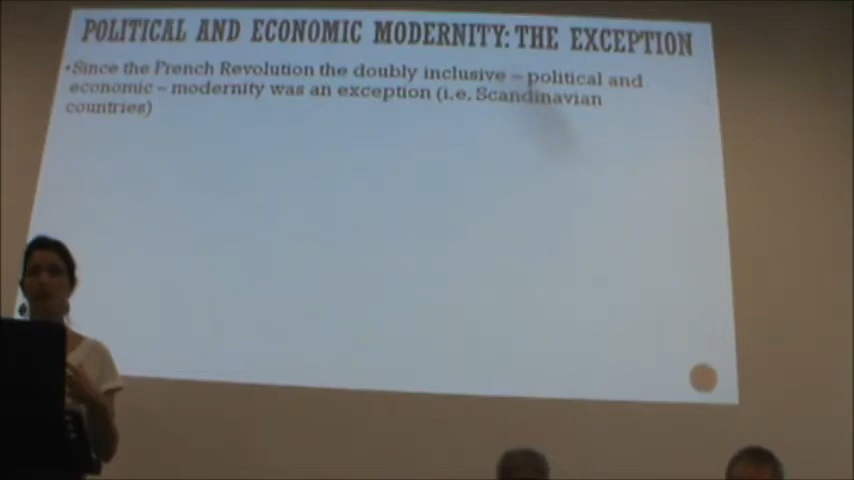 POLITICAL AND ECONOMIC MODERNITY: THE EXCEPTION
•Since the French Revolution the doubly inclusive – political and
economic – modernity was an exception (i.e. Scandinavian
countries)